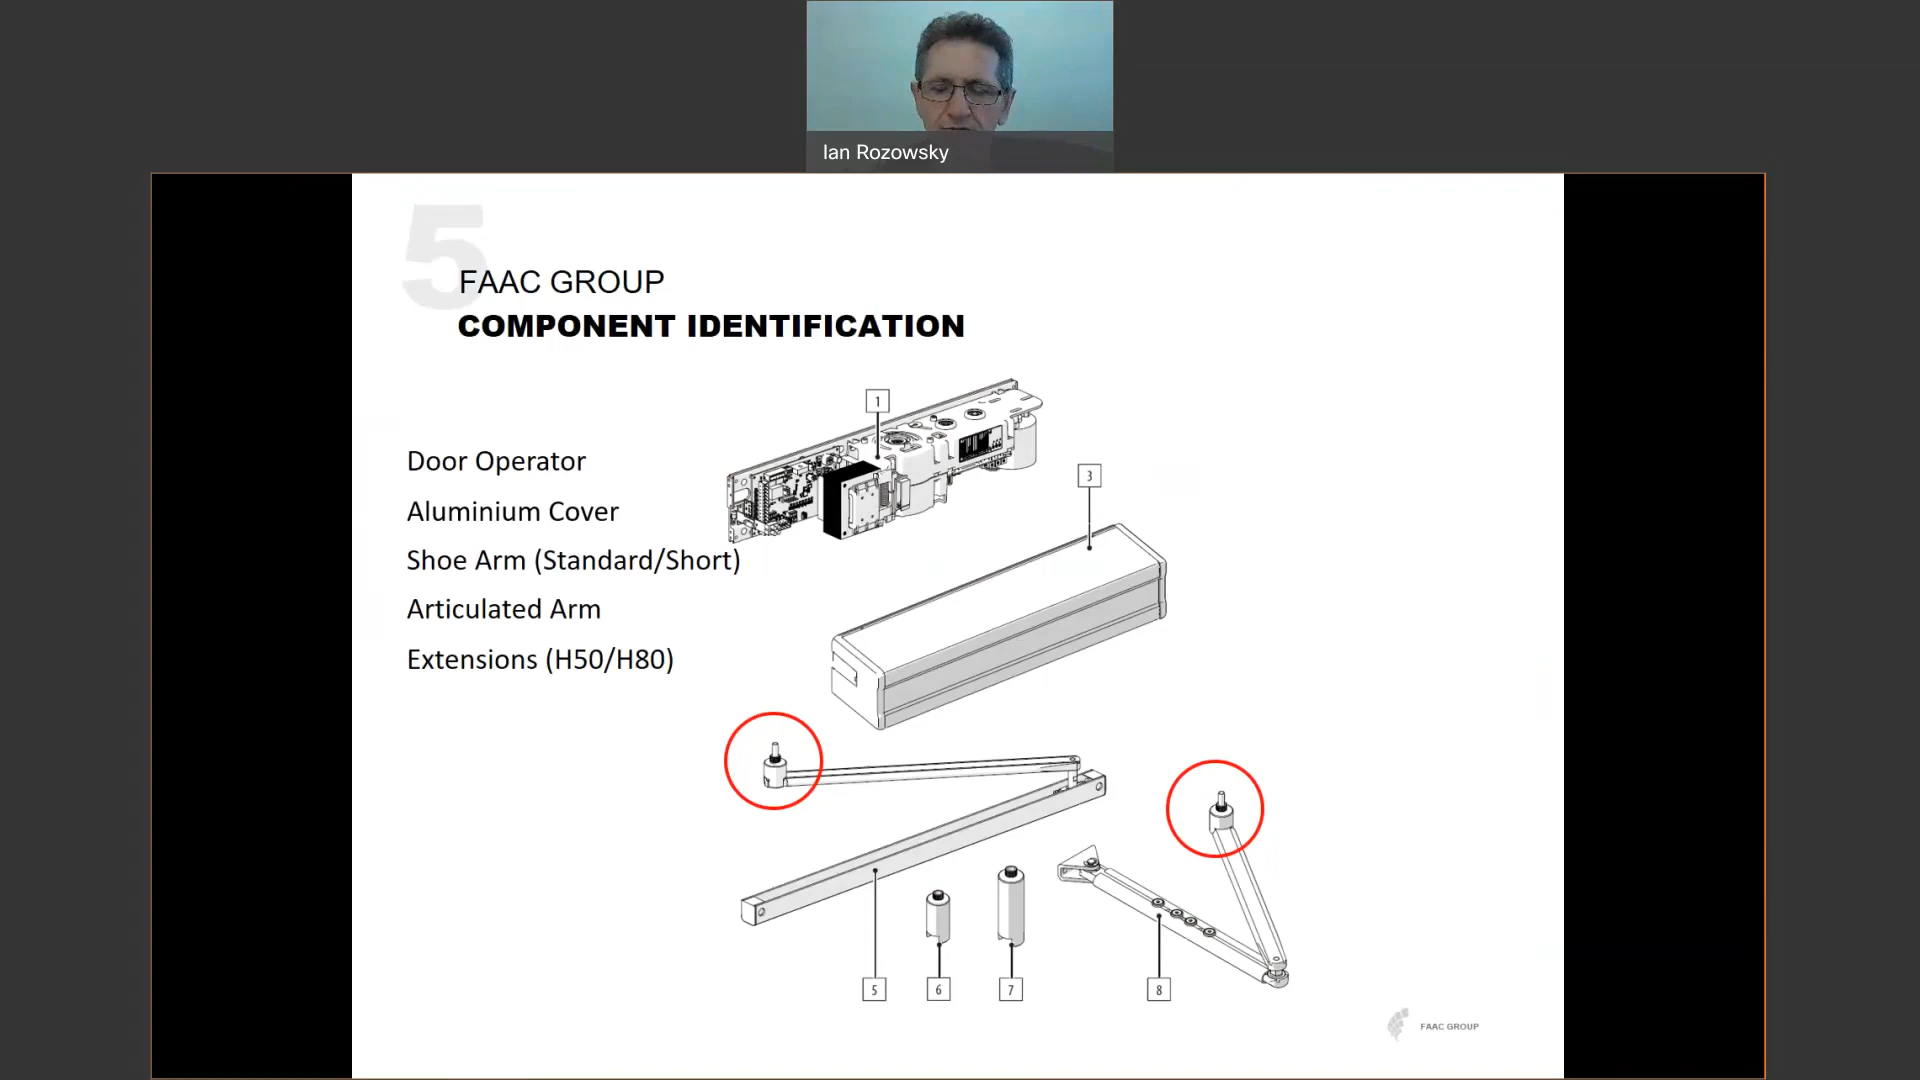 Ian Rozowsky
5
FAAC GROUP
COMPONENT IDENTIFICATION
1
Door Operator
3
Aluminium Cover
Shoe Arm (Standard/Short)
Articulated Arm
Extensions (H50/H80)
5
6
7
8
FAAC GROUP